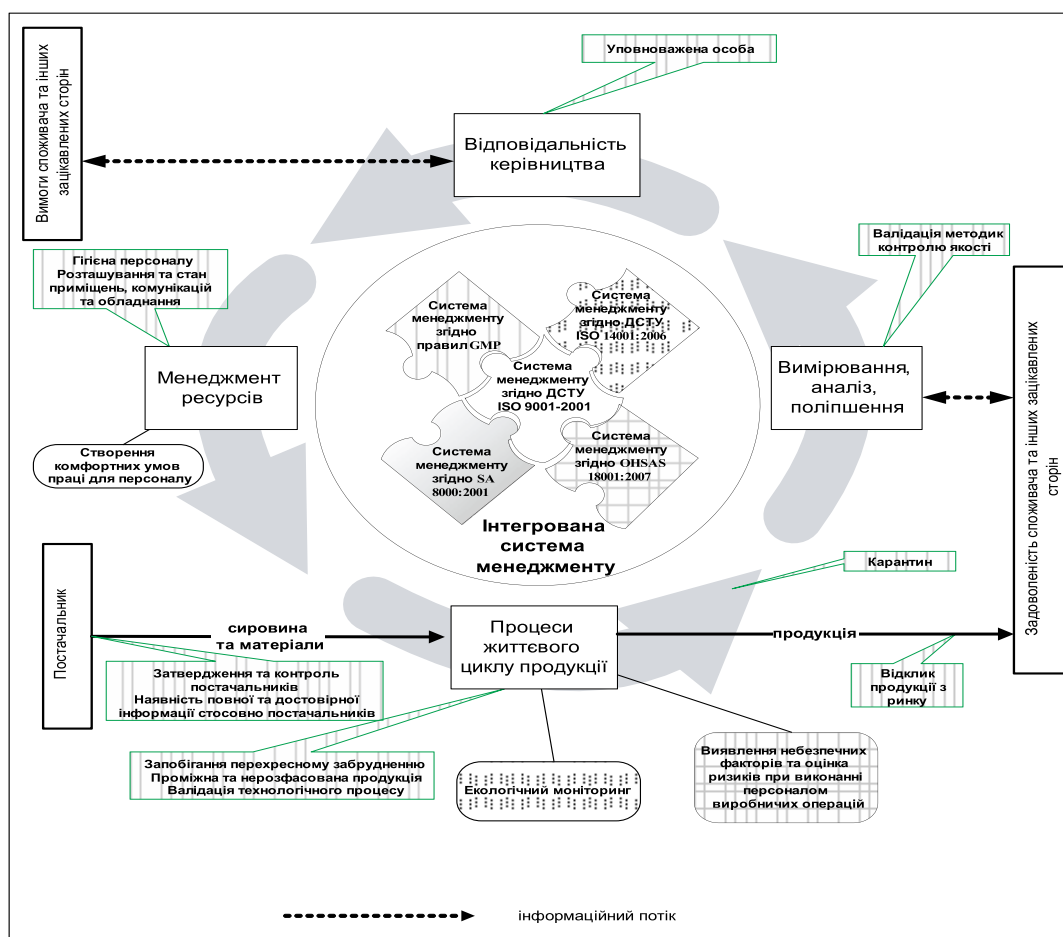 Уповноважена особа
Вимоги споживача та інших
зацікавлених сторін
Відповідальність
керівництва
Валідація методик
контролю якості
Гігієна персоналу
Розташування та стан
приміщень, комунікацій
та обладнання
Система
менеджменту
згідно
правил GMP
Система
менеджменту
згідно ДСТУ
ISO 14001:2006
Менеджмент
ресурсів
Система
менеджменту
згідно ДСТУ
ISO 9001-2001
Вимірювання,
аналіз,
поліпшення
Створення
комфортних умов
праці для персоналу
Система
менеджменту
згідно SA
8000:2001
Система
менеджменту
згідно OHSAS
18001:2007
Інтегрована
система
менеджменту
Задоволеність споживача та інших зацікавлених
сторін
Карантин
Постачальник
сировина
та матеріали
Процеси
життєвого
циклу продукції
продукція
Затвердження та контроль
постачальників
Наявність повної та достовірної
інформації стосовно постачальників
Відклик
продукції з
ринку
Запобігання перехресному забрудненню
Проміжна та нерозфасована продукція
Валідація технологічного процесу
Екологічний моніторинг
Виявлення небезпечних
факторів та оцінка
ризиків при виконанні
персоналом
виробничих операцій
інформаційний потік